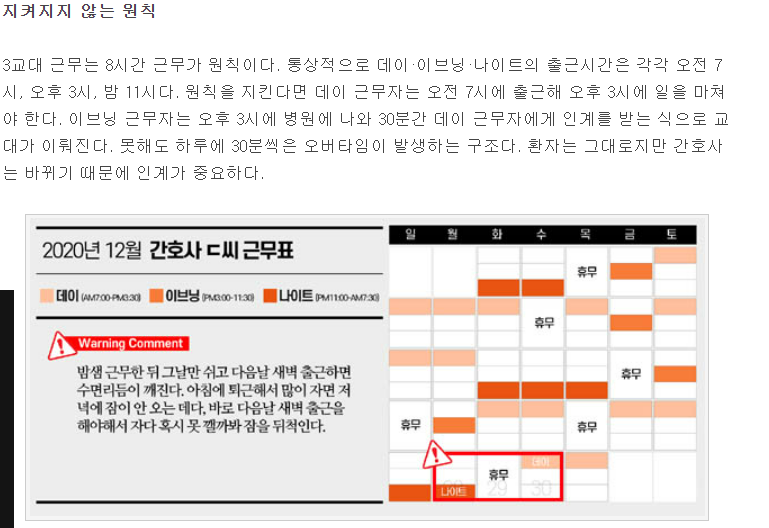 지켜지지 않는 원칙
3교대 근무는 8시간 근무가 원칙이다. 통상적으로 데이·이브닝·나이트의 출근시간은 각각 오전 7
시, 오후 3시, 밤 11시다. 원칙을 지킨다면 데이 근무자는 오전 7시에 출근해 오후 3시에 일을 마쳐
야 한다. 이브닝 근무자는 오후 3시에 병원에 나와 30분간 데이 근무자에게 인계를 받는 식으로 교
대가 이뤄진다. 못해도 하루에 30분씩은 오버타임이 발생하는 구조다. 환자는 그대로지만 간호사
는 바뀌기 때문에 인계가 중요하다.
2020년 12월 간호사 ㄷ씨 근무표
데이 (AM7:00-PM3:30) 이브닝 (PM3:00-11:30) 나이트 (PM11:00-AM7:30)
Warning Comment
밤샘 근무한 뒤 그날만 쉬고 다음날 새벽 출근하면
수면리듬이 깨진다. 아침에 퇴근해서 많이 자면 저
녁에 잠이 안 오는 데다, 바로 다음날 새벽 출근을
해야해서 자다 혹시 못 깰까봐 잠을 뒤척인다.
일 월 화 수 목 금 토
휴무
휴무
휴무
휴무 휴무
데이
휴무
나이트 29 30